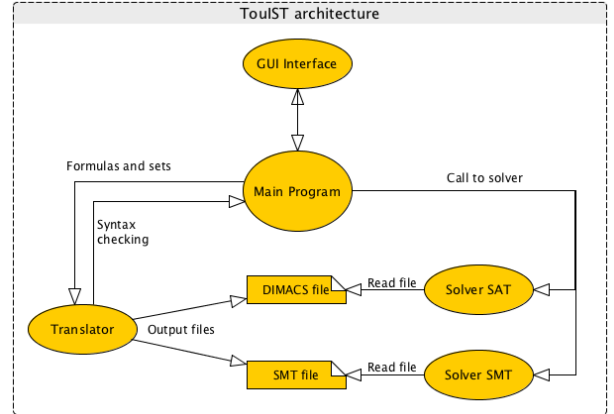 TouIST architecture
GUI Interface
Formulas and sets
Main Program
Call to solver
Syntax
checking
DIMACS file
Read file
Solver SAT
Translator
Output files
SMT file
Read file
Solver SMT